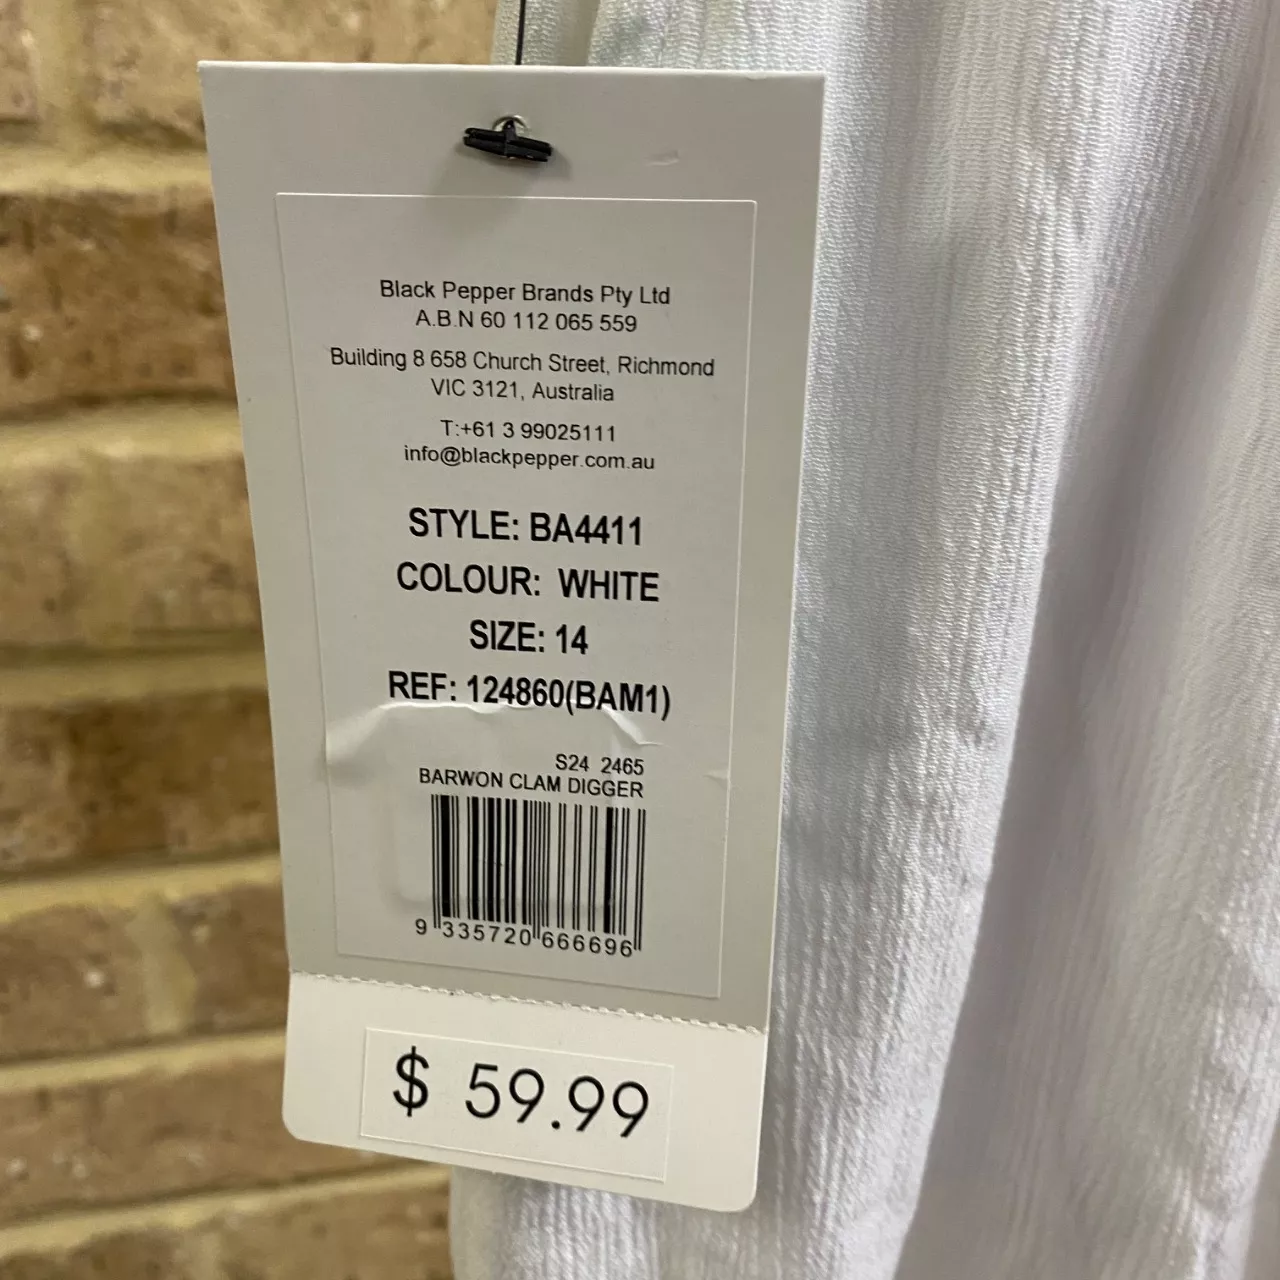 Black Pepper Brands Pty Ltd
A.B.N 60 112 065 559
Building 8 658 Church Street, Richmond
VIC 3121, Australia
T:+61 3 99025111
info@blackpepper.com.au
STYLE: BA4411
COLOUR: WHITE
SIZE: 14
REF: 124860(BAM1)
S24 2465
BARWON CLAM DIGGER
9 335720 666696
$ 59.99